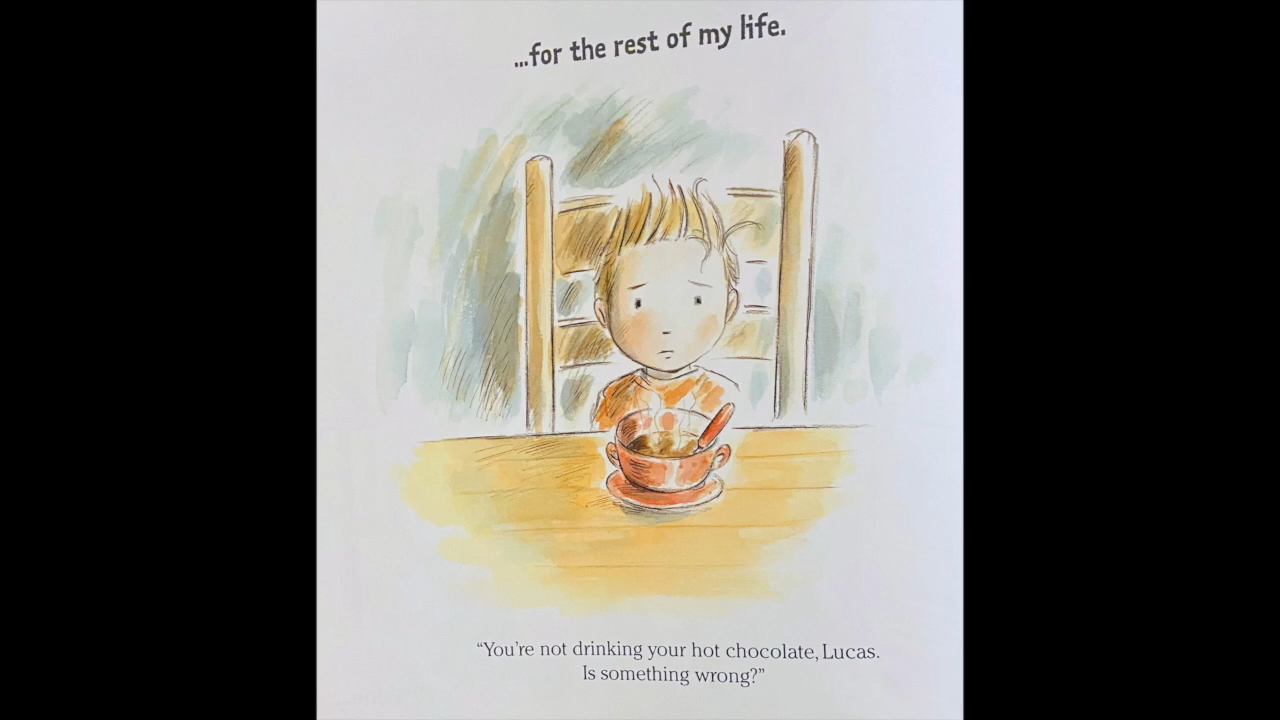 ...for the rest of my life.
“You’re not drinking your hot chocolate, Lucas.
Is something wrong?”